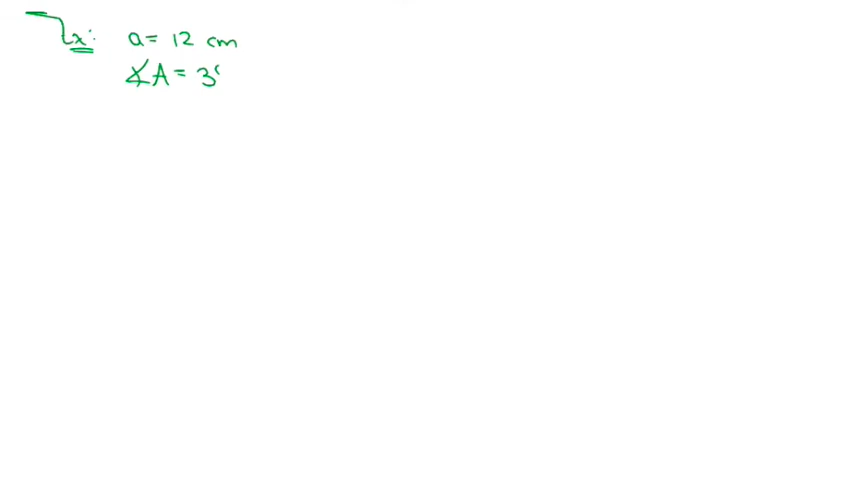 Ex: a = 12 cm
∡A = 3